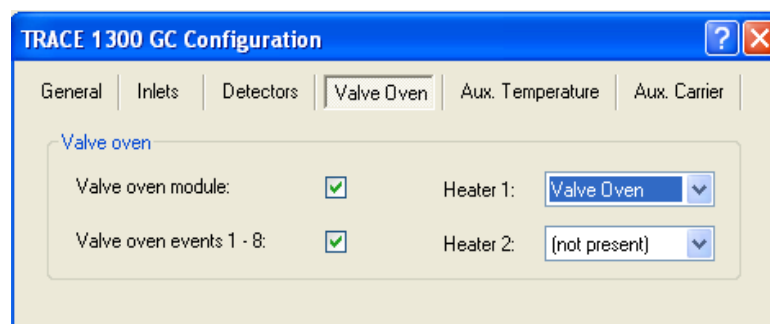 TRACE 1300 GC Configuration
General Inlets Detectors Valve Oven Aux. Temperature Aux. Carrier
Valve oven
Valve oven module: Heater 1: Valve Oven
Valve oven events 1 - 8: Heater 2: (not present)